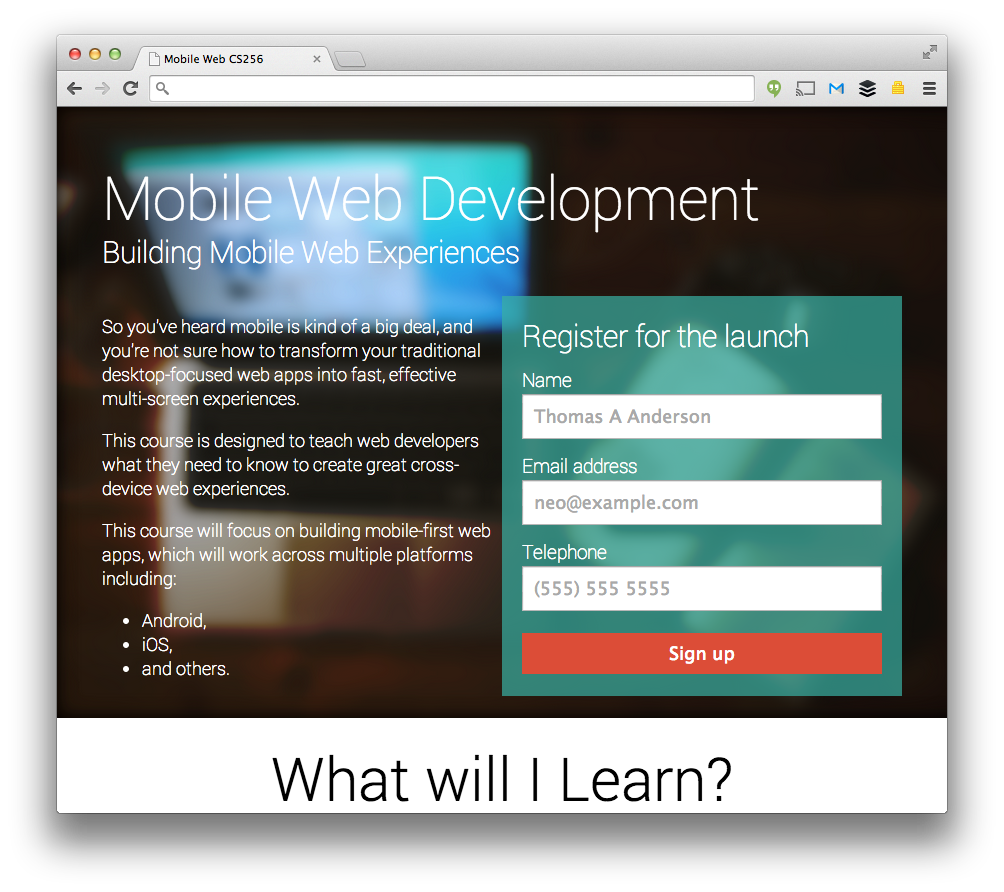 Mobile Web CS256
Mobile Web Development
Building Mobile Web Experiences
So you've heard mobile is kind of a big deal, and
you're not sure how to transform your traditional
desktop-focused web apps into fast, effective
multi-screen experiences.
This course is designed to teach web developers
what they need to know to create great cross-
device web experiences.
This course will focus on building mobile-first web
apps, which will work across multiple platforms
including:
• Android,
• iOS,
• and others.
Register for the launch
Name
Thomas A Anderson
Email address
neo@example.com
Telephone
(555) 555 5555
Sign up
What will I Learn?